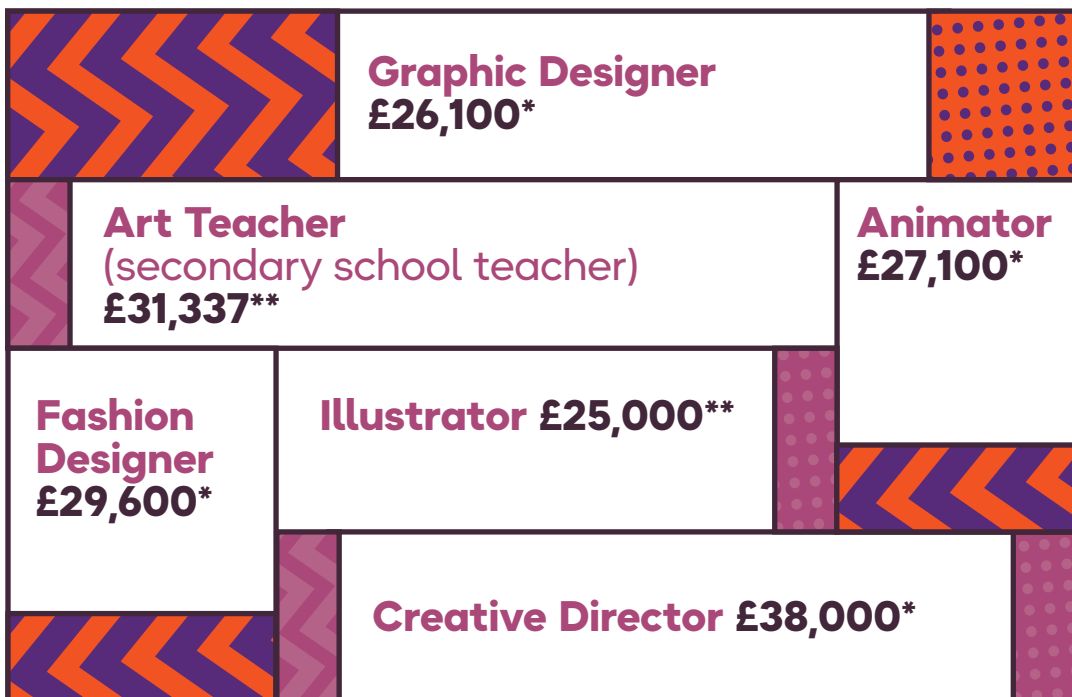 Graphic Designer
£26,100*
Art Teacher
(secondary school teacher)
£31,337**
Animator
£27,100*
Fashion
Designer
£29,600*
Illustrator £25,000**
Creative Director £38,000*